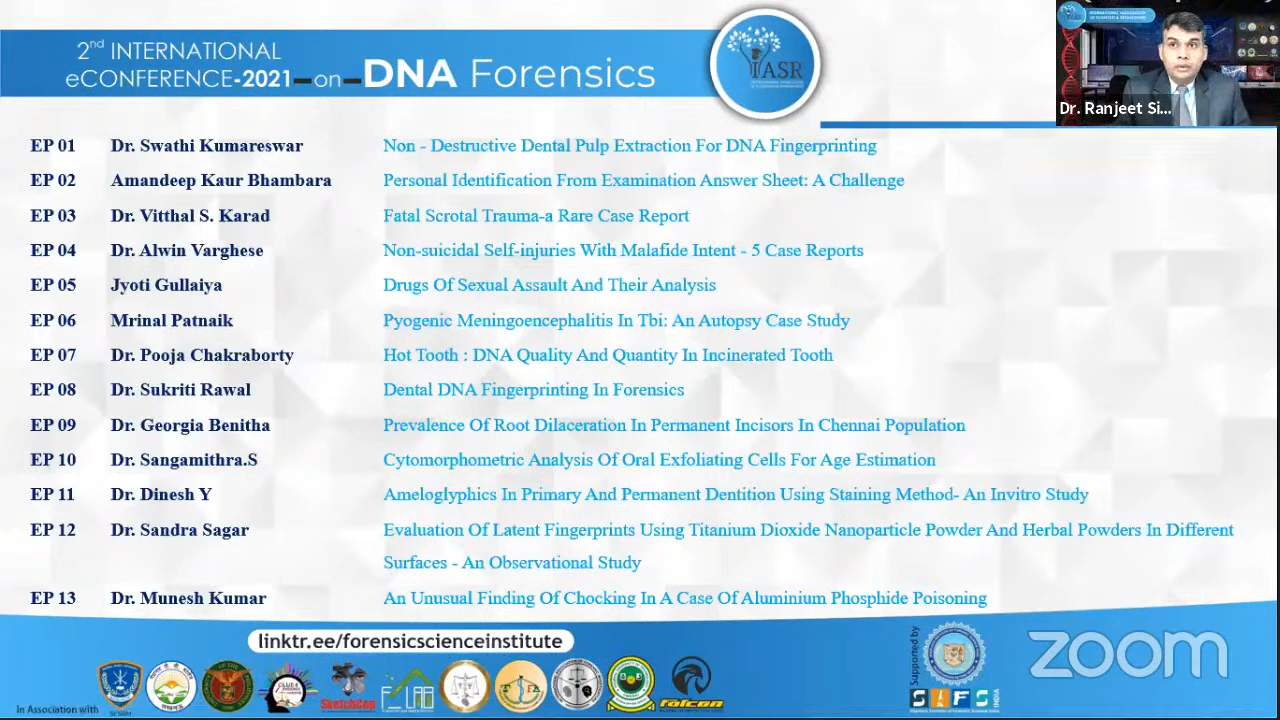 2nd INTERNATIONAL
eCONFERENCE-2021-on-DNA Forensics
IASR
Dr. Ranjeet Si...
EP 01 Dr. Swathi Kumareswar Non - Destructive Dental Pulp Extraction For DNA Fingerprinting
EP 02 Amandeep Kaur Bhambara Personal Identification From Examination Answer Sheet: A Challenge
EP 03 Dr. Vitthal S. Karad Fatal Scrotal Trauma-a Rare Case Report
EP 04 Dr. Alwin Varghese Non-suicidal Self-injuries With Malafide Intent - 5 Case Reports
EP 05 Jyoti Gullaiya Drugs Of Sexual Assault And Their Analysis
EP 06 Mrinal Patnaik Pyogenic Meningoencephalitis In Tbi: An Autopsy Case Study
EP 07 Dr. Pooja Chakraborty Hot Tooth : DNA Quality And Quantity In Incinerated Tooth
EP 08 Dr. Sukriti Rawal Dental DNA Fingerprinting In Forensics
EP 09 Dr. Georgia Benitha Prevalence Of Root Dilaceration In Permanent Incisors In Chennai Population
EP 10 Dr. Sangamithra.S Cytomorphometric Analysis Of Oral Exfoliating Cells For Age Estimation
EP 11 Dr. Dinesh Y Ameloglyphics In Primary And Permanent Dentition Using Staining Method- An Invitro Study
EP 12 Dr. Sandra Sagar Evaluation Of Latent Fingerprints Using Titanium Dioxide Nanoparticle Powder And Herbal Powders In Different
Surfaces - An Observational Study
EP 13 Dr. Munesh Kumar An Unusual Finding Of Chocking In A Case Of Aluminium Phosphide Poisoning
linktr.ee/forensicscienceinstitute
In Association with
SketchCop
falcon
Supported by
SIFS
INDIA
zoom